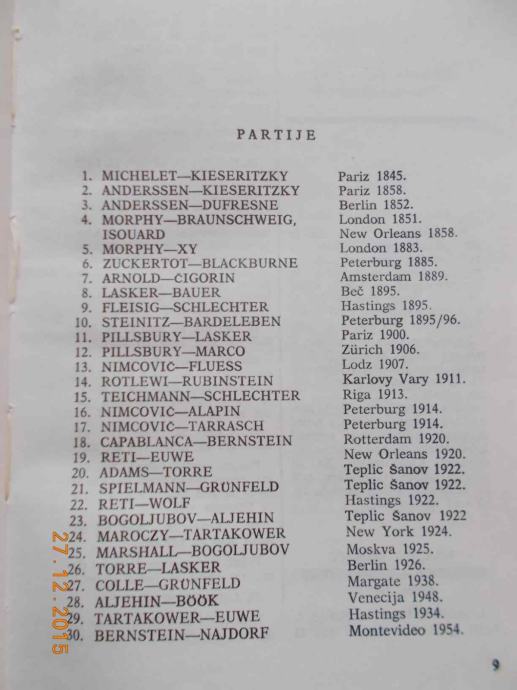 PARTIJE
1. MICHELET—KIESERITZKY Pariz 1845.
2. ANDERSSEN—KIESERITZKY Pariz 1858.
3. ANDERSSEN—DUFRESNE Berlin 1852.
4. MORPHY—BRAUNSCHWEIG, London 1851.
ISOUARD New Orleans 1858.
5. MORPHY—XY London 1883.
6. ZUCKERTOT—BLACKBURNE Peterburg 1885.
7. ARNOLD—ČIGORIN Amsterdam 1889.
8. LASKER—BAUER Beč 1895.
9. FLEISIG—SCHLECHTER Hastings 1895.
10. STEINITZ—BARDELEBEN Peterburg 1895/96.
11. PILLSBURY—LASKER Pariz 1900.
12. PILLSBURY—MARCO Zürich 1906.
13. NIMCOVIČ—FLUESS Lodz 1907.
14. ROTLEWI—RUBINSTEIN Karlovy Vary 1911.
15. TEICHMANN—SCHLECHTER Riga 1913.
16. NIMCOVIČ—ALAPIN Peterburg 1914.
17. NIMCOVIČ—TARRASCH Peterburg 1914.
18. CAPABLANCA—BERNSTEIN Rotterdam 1920.
19. RETI—EUWE New Orleans 1920.
20. ADAMS—TORRE Teplic Šanov 1922.
21. SPIELMANN—GRÜNFELD Teplic Šanov 1922.
22. RETI—WOLF Hastings 1922.
23. BOGOLJUBOV—ALJEHIN Teplic Šanov 1922
24. MAROCZY—TARTAKOWER New York 1924.
25. MARSHALL—BOGOLJUBOV Moskva 1925.
26. TORRE—LASKER Berlin 1926.
27. COLLE—GRÜNFELD Margate 1938.
28. ALJEHIN—BÖÖK Venecija 1948.
29. TARTAKOWER—EUWE Hastings 1934.
30. BERNSTEIN—NAJDORF Montevideo 1954.
9
27.12.2015